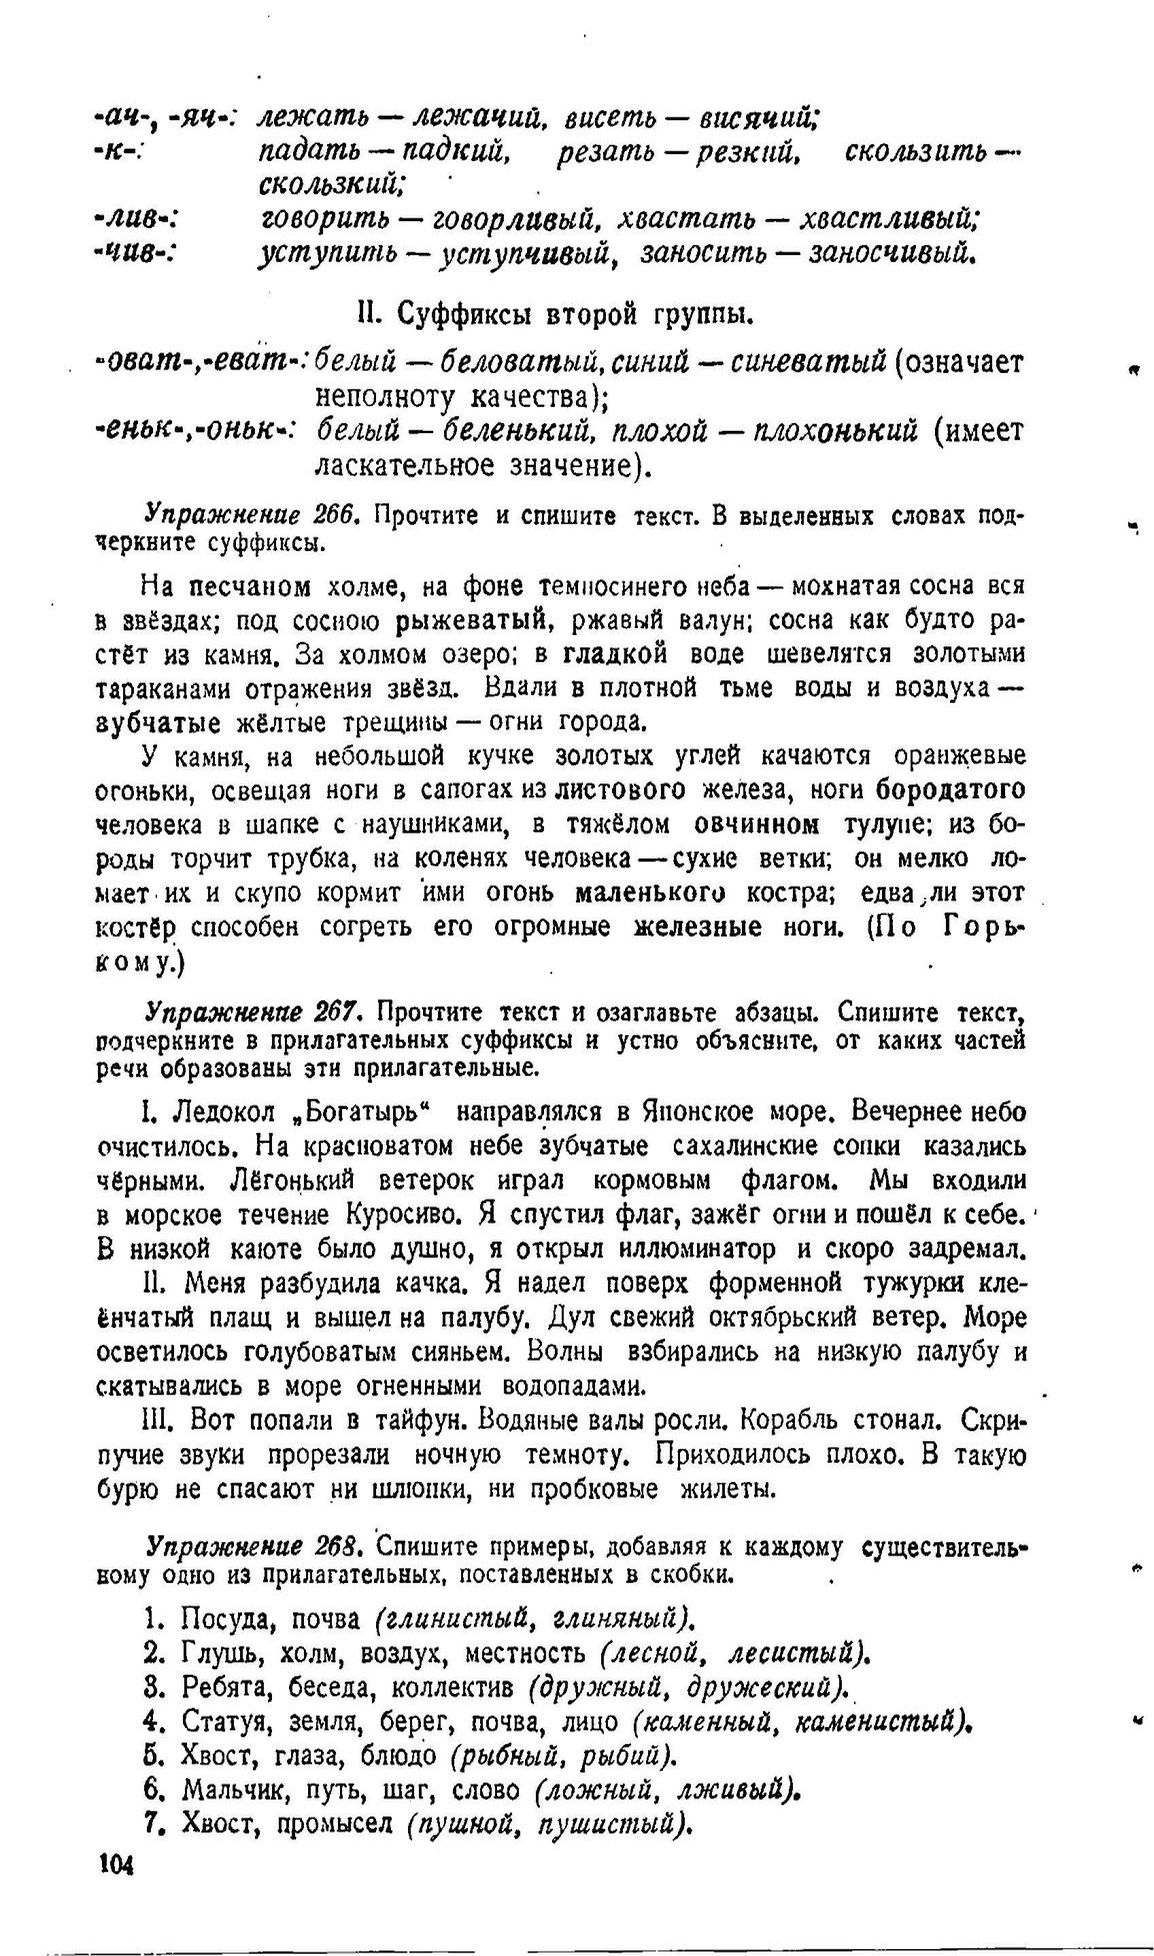 -ач-, -яч-: лежать — лежачий, висеть — висячий;
-к-: падать — падкий, резать — резкий, скользить —
скользкий;
-лив-: говорить — говорливый, хвастать — хвастливый;
-чив-: уступить — уступчивый, заносить — заносчивый.
II. Суффиксы второй группы.
-оват-,-еват-: белый — беловатый, синий — синеватый (означает
неполноту качества);
-еньк-,-оньк-: белый — беленький, плохой — плохонький (имеет
ласкательное значение).
Упражнение 266. Прочтите и спишите текст. В выделенных словах под-
черкните суффиксы.
На песчаном холме, на фоне темносинего неба — мохнатая сосна вся
в звёздах; под сосною рыжеватый, ржавый валун; сосна как будто ра-
стёт из камня. За холмом озеро; в гладкой воде шевелятся золотыми
тараканами отражения звёзд. Вдали в плотной тьме воды и воздуха —
зубчатые жёлтые трещины — огни города.
У камня, на небольшой кучке золотых углей качаются оранжевые
огоньки, освещая ноги в сапогах из листового железа, ноги бородатого
человека в шапке с наушниками, в тяжёлом овчинном тулупе; из бо-
роды торчит трубка, на коленях человека — сухие ветки; он мелко ло-
мает их и скупо кормит ими огонь маленького костра; едва ли этот
костёр способен согреть его огромные железные ноги. (По Горь-
кому.)
Упражнение 267. Прочтите текст и озаглавьте абзацы. Спишите текст,
подчеркните в прилагательных суффиксы и устно объясните, от каких частей
речи образованы эти прилагательные.
I. Ледокол „Богатырь“ направлялся в Японское море. Вечернее небо
очистилось. На красноватом небе зубчатые сахалинские сопки казались
чёрными. Лёгонький ветерок играл кормовым флагом. Мы входили
в морское течение Куросиво. Я спустил флаг, зажёг огни и пошёл к себе.
В низкой каюте было душно, я открыл иллюминатор и скоро задремал.
II. Меня разбудила качка. Я надел поверх форменной тужурки кле-
ёнчатый плащ и вышел на палубу. Дул свежий октябрьский ветер. Море
осветилось голубоватым сияньем. Волны взбирались на низкую палубу и
скатывались в море огненными водопадами.
III. Вот попали в тайфун. Водяные валы росли. Корабль стонал. Скри-
пучие звуки прорезали ночную темноту. Приходилось плохо. В такую
бурю не спасают ни шлюпки, ни пробковые жилеты.
Упражнение 268. Спишите примеры, добавляя к каждому существитель-
ному одно из прилагательных, поставленных в скобки.
1. Посуда, почва (глинистый, глиняный).
2. Глушь, холм, воздух, местность (лесной, лесистый).
3. Ребята, беседа, коллектив (дружный, дружеский).
4. Статуя, земля, берег, почва, лицо (каменный, каменистый).
5. Хвост, глаза, блюдо (рыбный, рыбий).
6. Мальчик, путь, шаг, слово (ложный, лживый).
7. Хвост, промысел (пушной, пушистый).
104